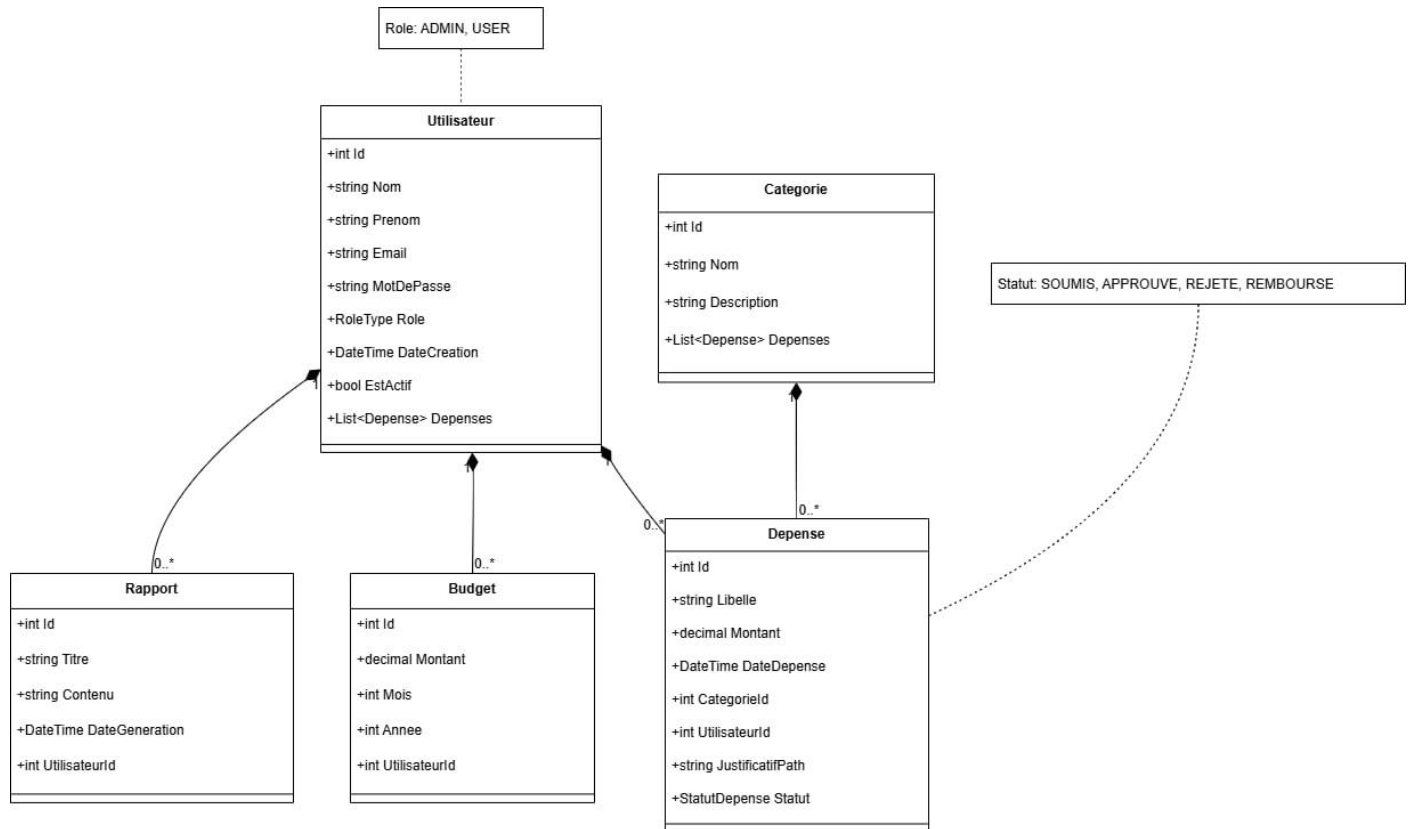 Role: ADMIN, USER
Utilisateur
+int Id
+string Nom
+string Prenom
+string Email
+string MotDePasse
+RoleType Role
+DateTime DateCreation
+bool EstActif
+List<Depense> Depenses
Categorie
+int Id
+string Nom
+string Description
+List<Depense> Depenses
Statut: SOUMIS, APPROUVE, REJETE, REMBOURSE
1
1
1
1
0..*
0..*
0..*
0..*
Rapport
+int Id
+string Titre
+string Contenu
+DateTime DateGeneration
+int UtilisateurId
Budget
+int Id
+decimal Montant
+int Mois
+int Annee
+int UtilisateurId
Depense
+int Id
+string Libelle
+decimal Montant
+DateTime DateDepense
+int CategorieId
+int UtilisateurId
+string JustificatifPath
+StatutDepense Statut